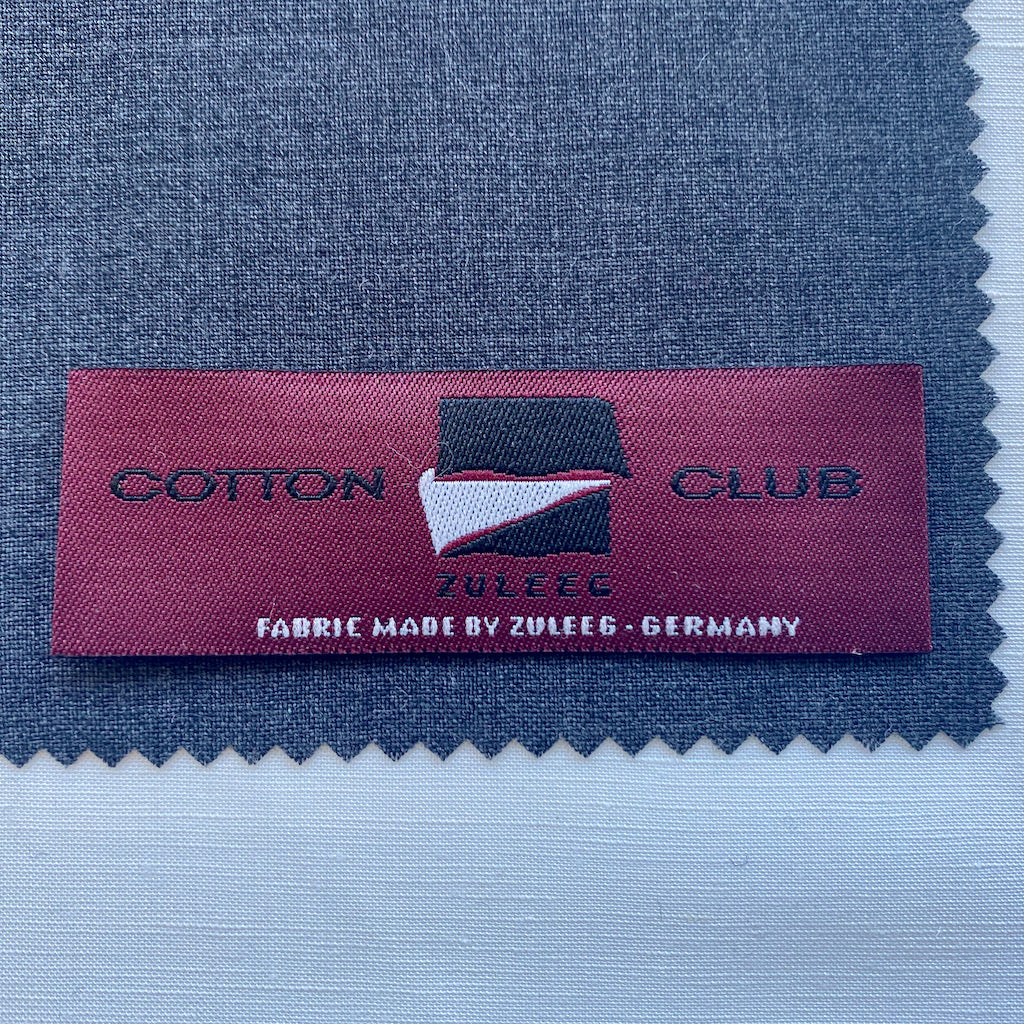 COTTON CLUB
ZULEEG
FABRIC MADE BY ZULEEG · GERMANY